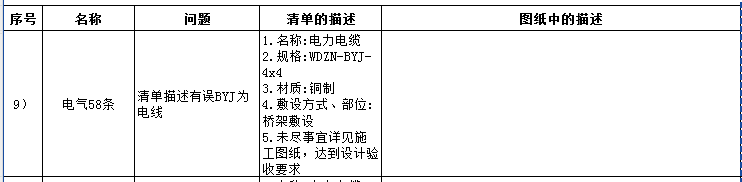 序号 名称 问题 清单的描述 图纸中的描述
9） 电气58条
清单描述有误BYJ为
电线
1.名称:电力电缆
2.规格:WDZN-BYJ-
4x4
3.材质:铜制
4.敷设方式、部位:
桥架敷设
5.未尽事宜详见施
工图纸，达到设计验
收要求